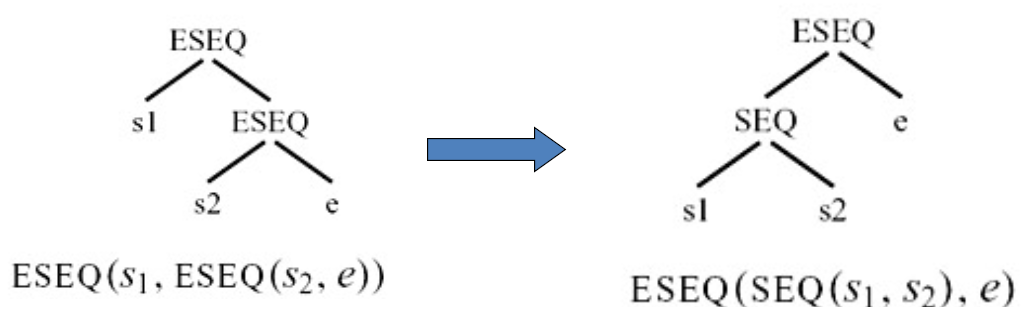 ESEQ
s1 ESEQ
s2 e
ESEQ(s₁, ESEQ(s₂, e))
ESEQ
SEQ e
s1 s2
ESEQ(SEQ(s₁, s₂), e)